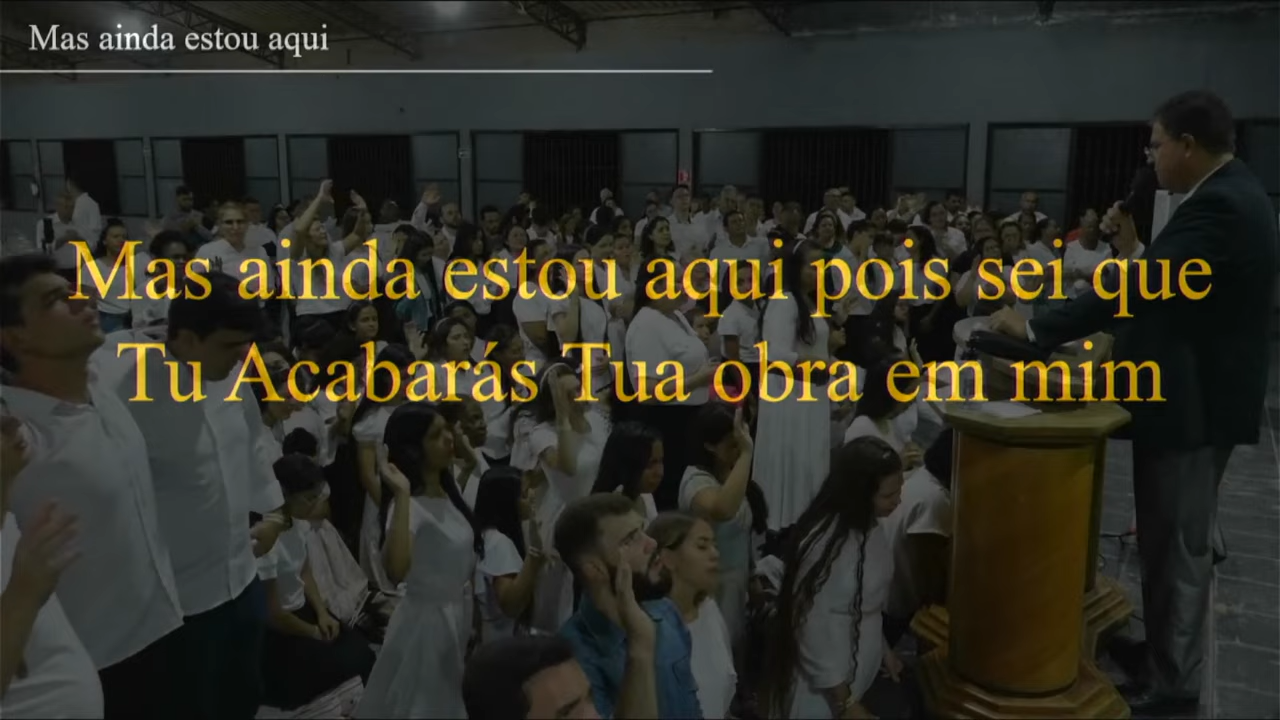 Mas ainda estou aqui
Mas ainda estou aqui pois sei que
Tu Acabarás Tua obra em mim